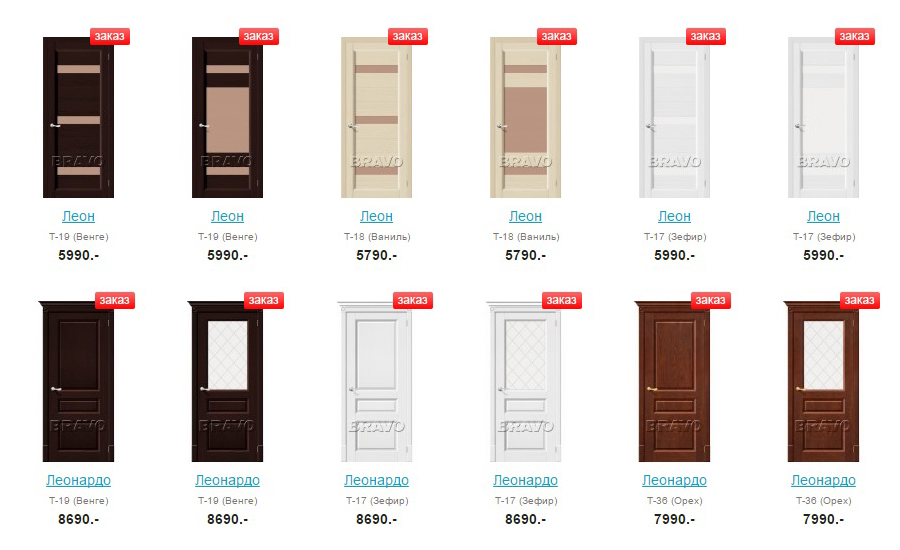 заказ заказ заказ заказ заказ заказ
BRAVO BRAVO BRAVO BRAVO BRAVO BRAVO
Леон Леон Леон Леон Леон Леон
Т-19 (Венге) Т-19 (Венге) Т-18 (Ваниль) Т-18 (Ваниль) Т-17 (Зефир) Т-17 (Зефир)
5990.- 5990.- 5790.- 5790.- 5990.- 5990.-
заказ заказ заказ заказ заказ заказ
BRAVO BRAVO BRAVO BRAVO BRAVO BRAVO
Леонардо Леонардо Леонардо Леонардо Леонардо Леонардо
Т-19 (Венге) Т-19 (Венге) Т-17 (Зефир) Т-17 (Зефир) Т-36 (Орех) Т-36 (Орех)
8690.- 8690.- 8690.- 8690.- 7990.- 7990.-